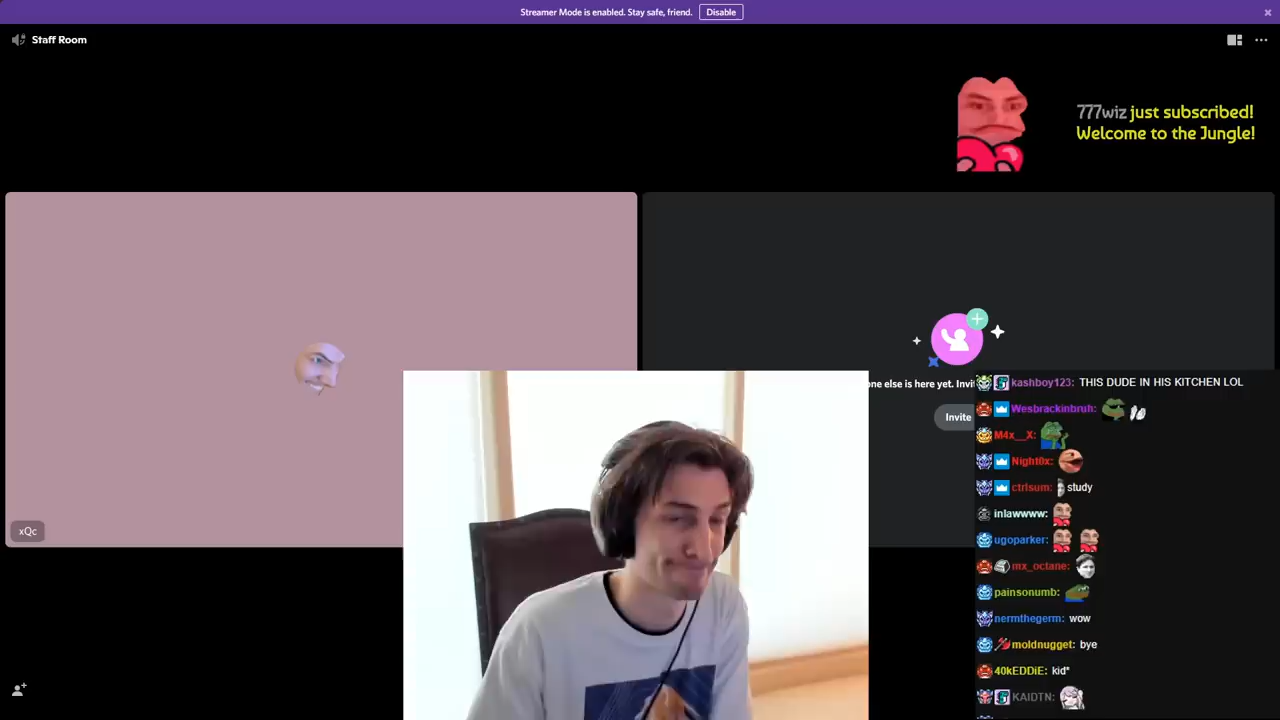 Streamer Mode is enabled. Stay safe, friend. Disable
Staff Room
777wiz just subscribed!
Welcome to the Jungle!
one else is here yet. Invi
Invite
xQc
kashboy123: THIS DUDE IN HIS KITCHEN LOL
Wesbrackinbruh:
M4x__X:
Night0x:
ctrlsum: study
inlawwww:
ugoparker:
mx_octane:
painsonumb:
nermthegerm: wow
moldnugget: bye
40kEDDiE: kid*
KAIDTN: